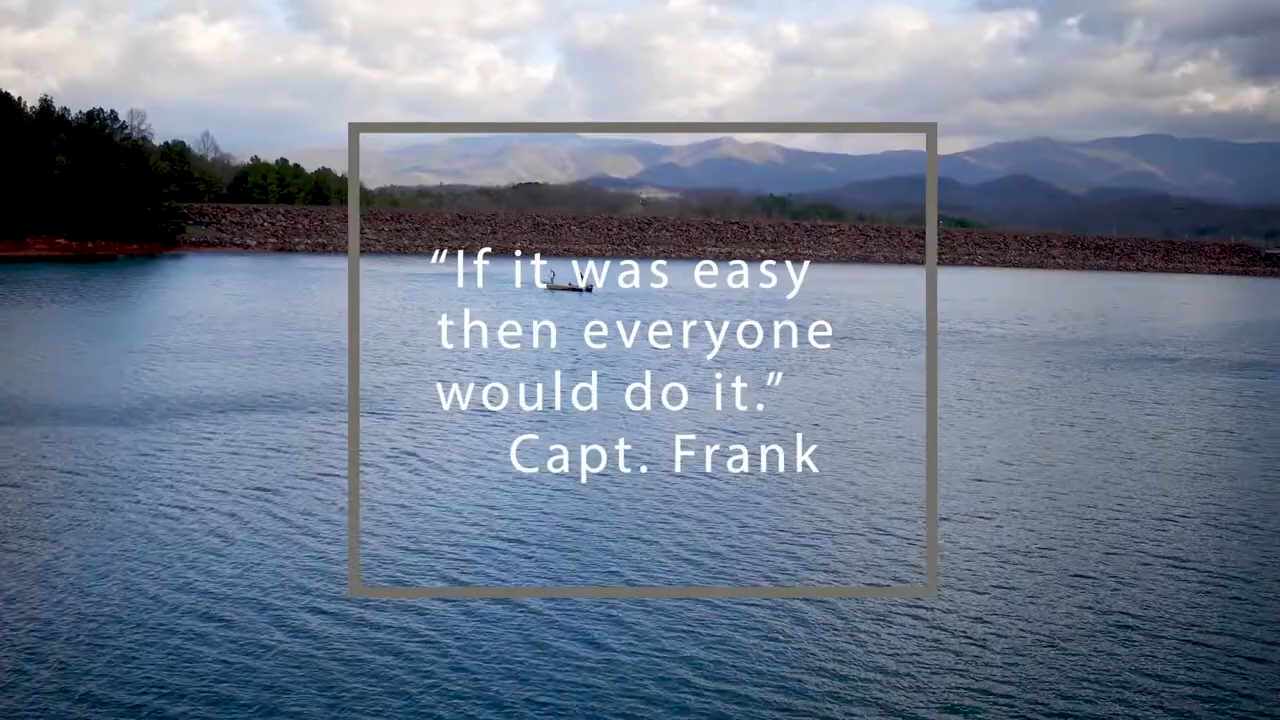 “If it was easy
then everyone
would do it.”
Capt. Frank